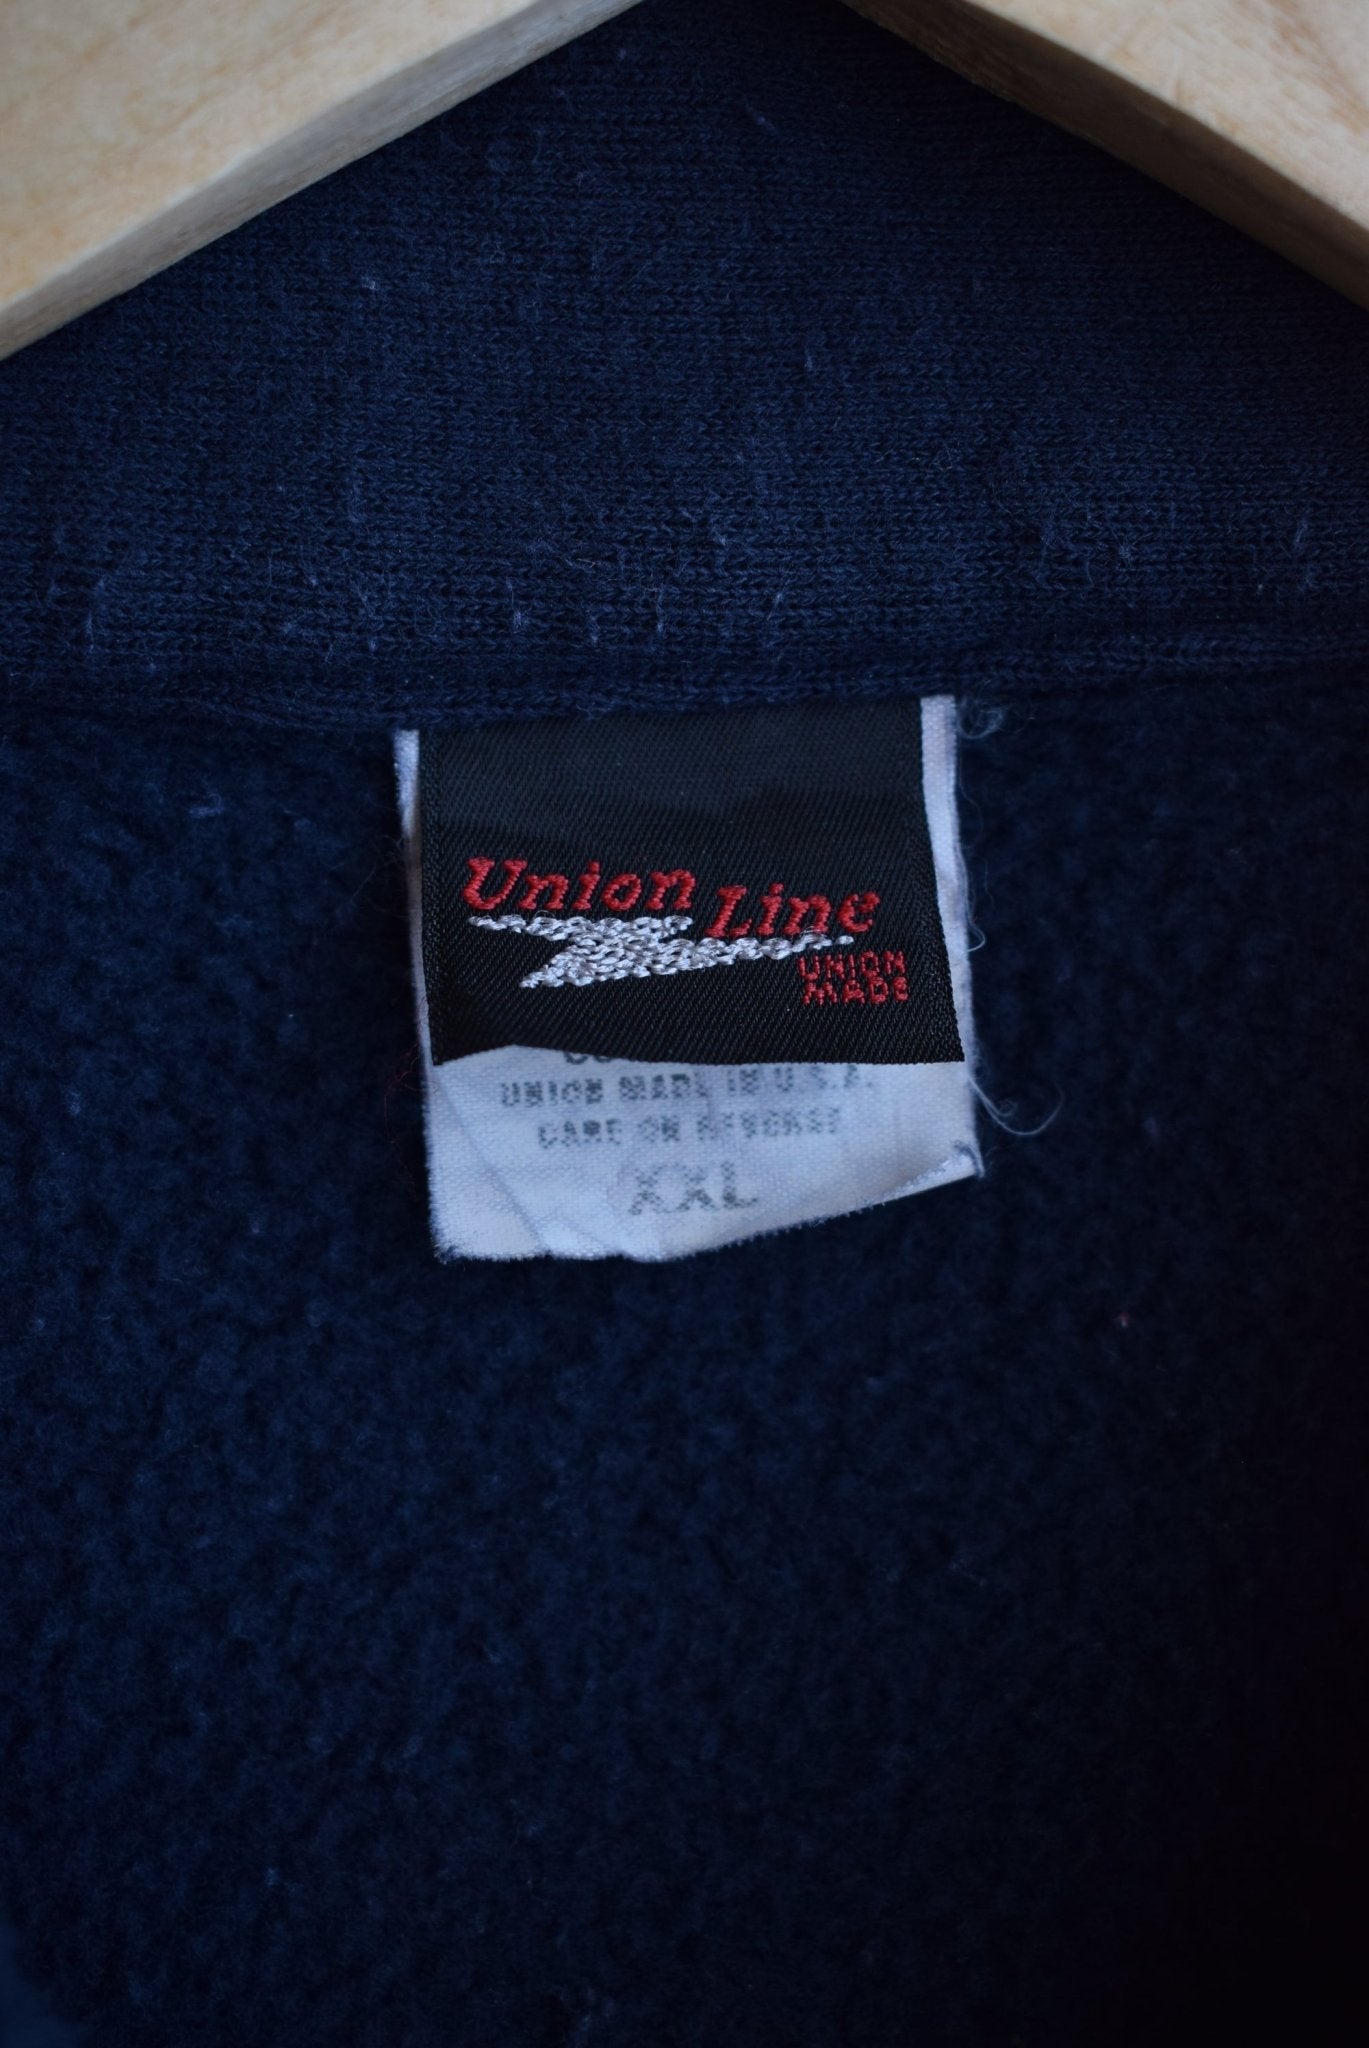 Union Line
UNION
MADE
UNION MADE IN U.S.A.
CARE ON REVERSE
XXL